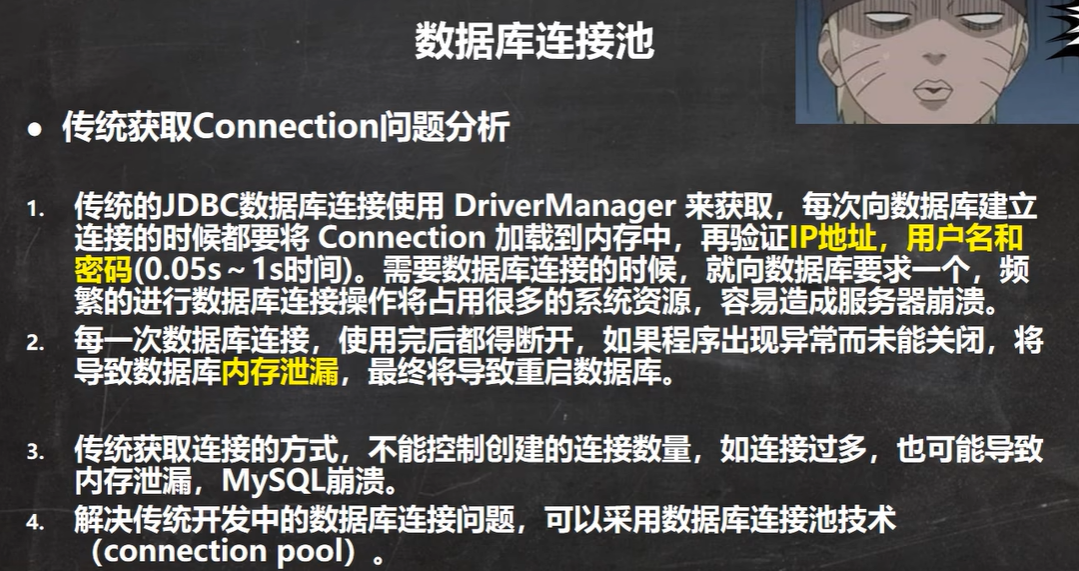 数据库连接池
● 传统获取Connection问题分析
1. 传统的JDBC数据库连接使用 DriverManager 来获取，每次向数据库建立
连接的时候都要将 Connection 加载到内存中，再验证IP地址，用户名和
密码(0.05s～1s时间)。需要数据库连接的时候，就向数据库要求一个，频
繁的进行数据库连接操作将占用很多的系统资源，容易造成服务器崩溃。
2. 每一次数据库连接，使用完后都得断开，如果程序出现异常而未能关闭，将
导致数据库内存泄漏，最终将导致重启数据库。
3. 传统获取连接的方式，不能控制创建的连接数量，如连接过多，也可能导致
内存泄漏，MySQL崩溃。
4. 解决传统开发中的数据库连接问题，可以采用数据库连接池技术
（connection pool）。